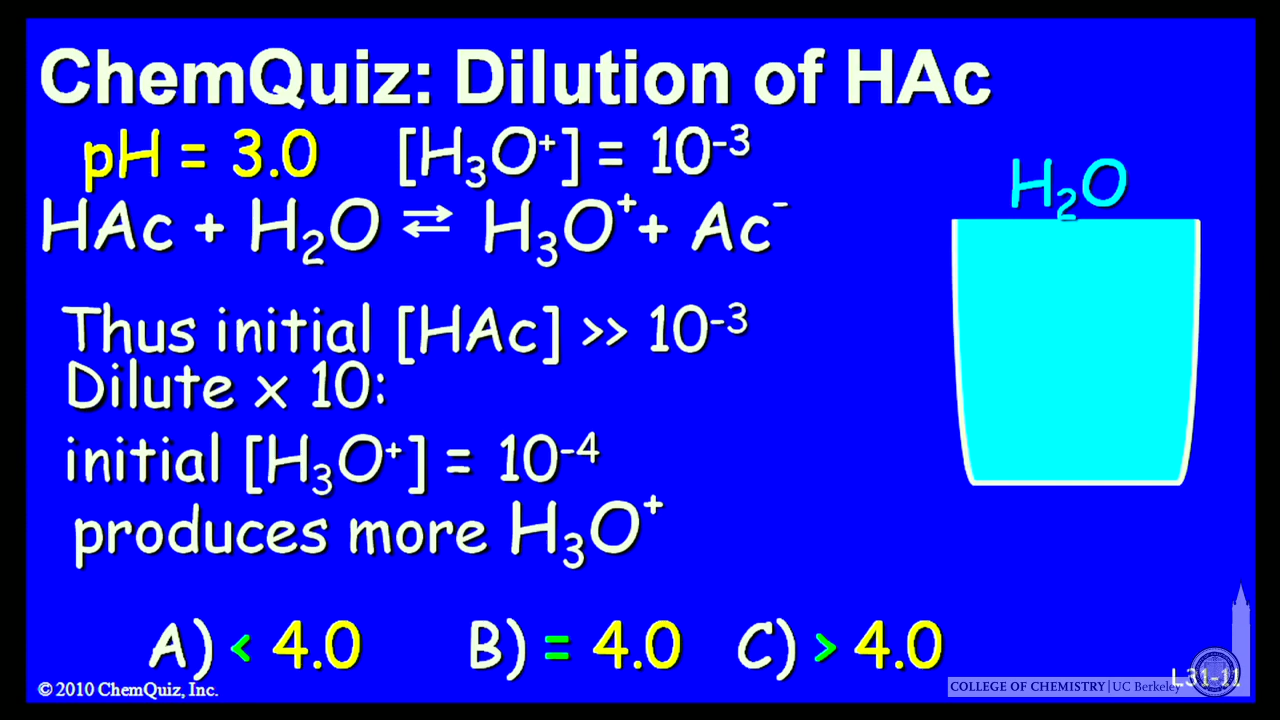 ChemQuiz: Dilution of HAc
pH = 3.0 [H₃O⁺] = 10⁻³
H₂O
HAc + H₂O ⇄ H₃O⁺ + Ac⁻
Thus initial [HAc] >> 10⁻³
Dilute x 10:
initial [H₃O⁺] = 10⁻⁴
produces more H₃O⁺
A) < 4.0 B) = 4.0 C) > 4.0
© 2010 ChemQuiz, Inc.
COLLEGE OF CHEMISTRY | UC Berkeley
L31-11